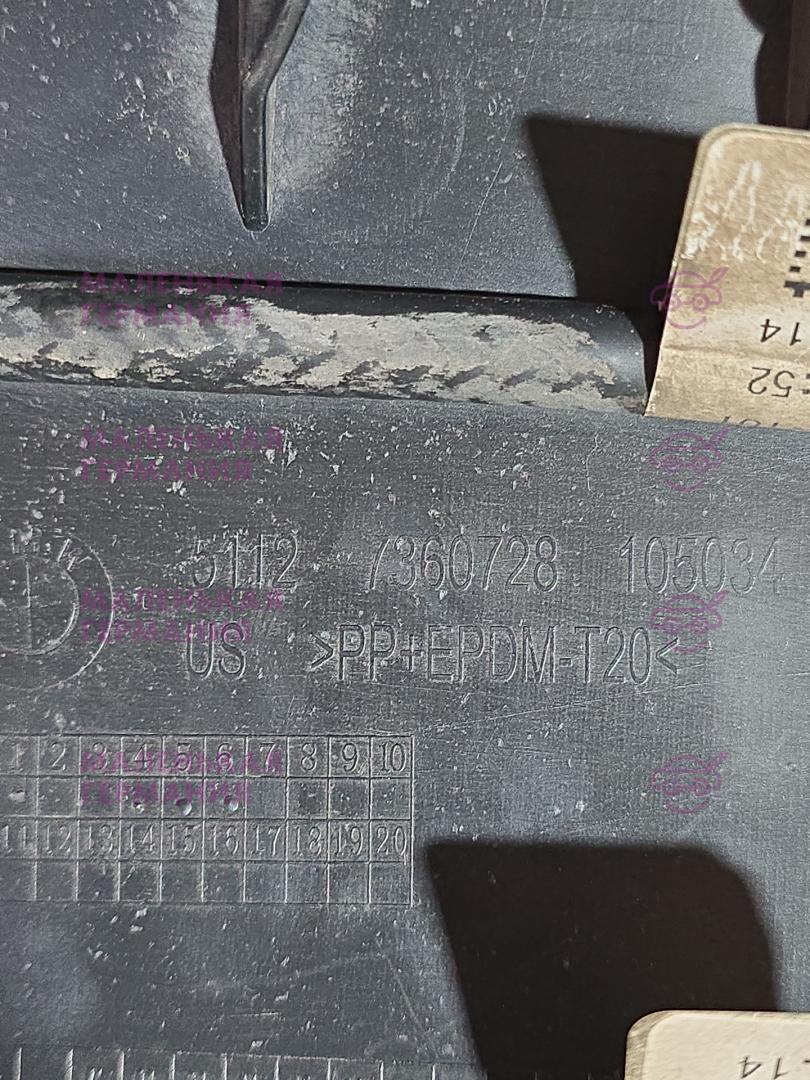 МАЛЕНЬКАЯ
ГЕРМАНИЯ
14
:52
МАЛЕНЬКАЯ
ГЕРМАНИЯ
5112 7360728 105034
МАЛЕНЬКАЯ
ГЕРМАНИЯ
US >PP+EPDM-T20<
1 2 3 4 5 6 7 8 9 10
МАЛЕНЬКАЯ
ГЕРМАНИЯ
11 12 13 14 15 16 17 18 19 20
14